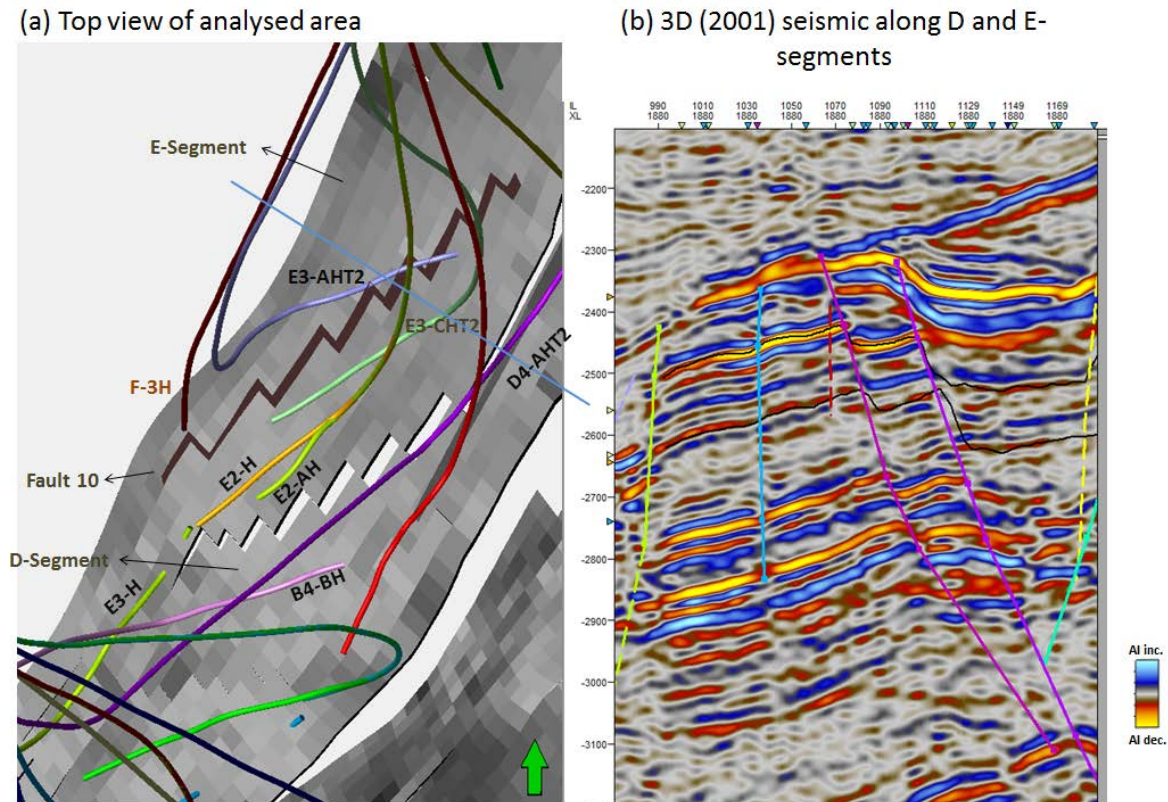 (a) Top view of analysed area
(b) 3D (2001) seismic along D and E-
segments
E-Segment
E3-AHT2
E3-CHT2
D4-AHT2
F-3H
Fault 10
E2-H
E2-AH
D-Segment
E3-H
B4-BH
IL
XL
990 1010 1030 1050 1070 1090 1110 1129 1149 1169
1880 1880 1880 1880 1880 1880 1880 1880 1880 1880
-2200
-2300
-2400
-2500
-2600
-2700
-2800
-2900
-3000
-3100
AI inc.
AI dec.